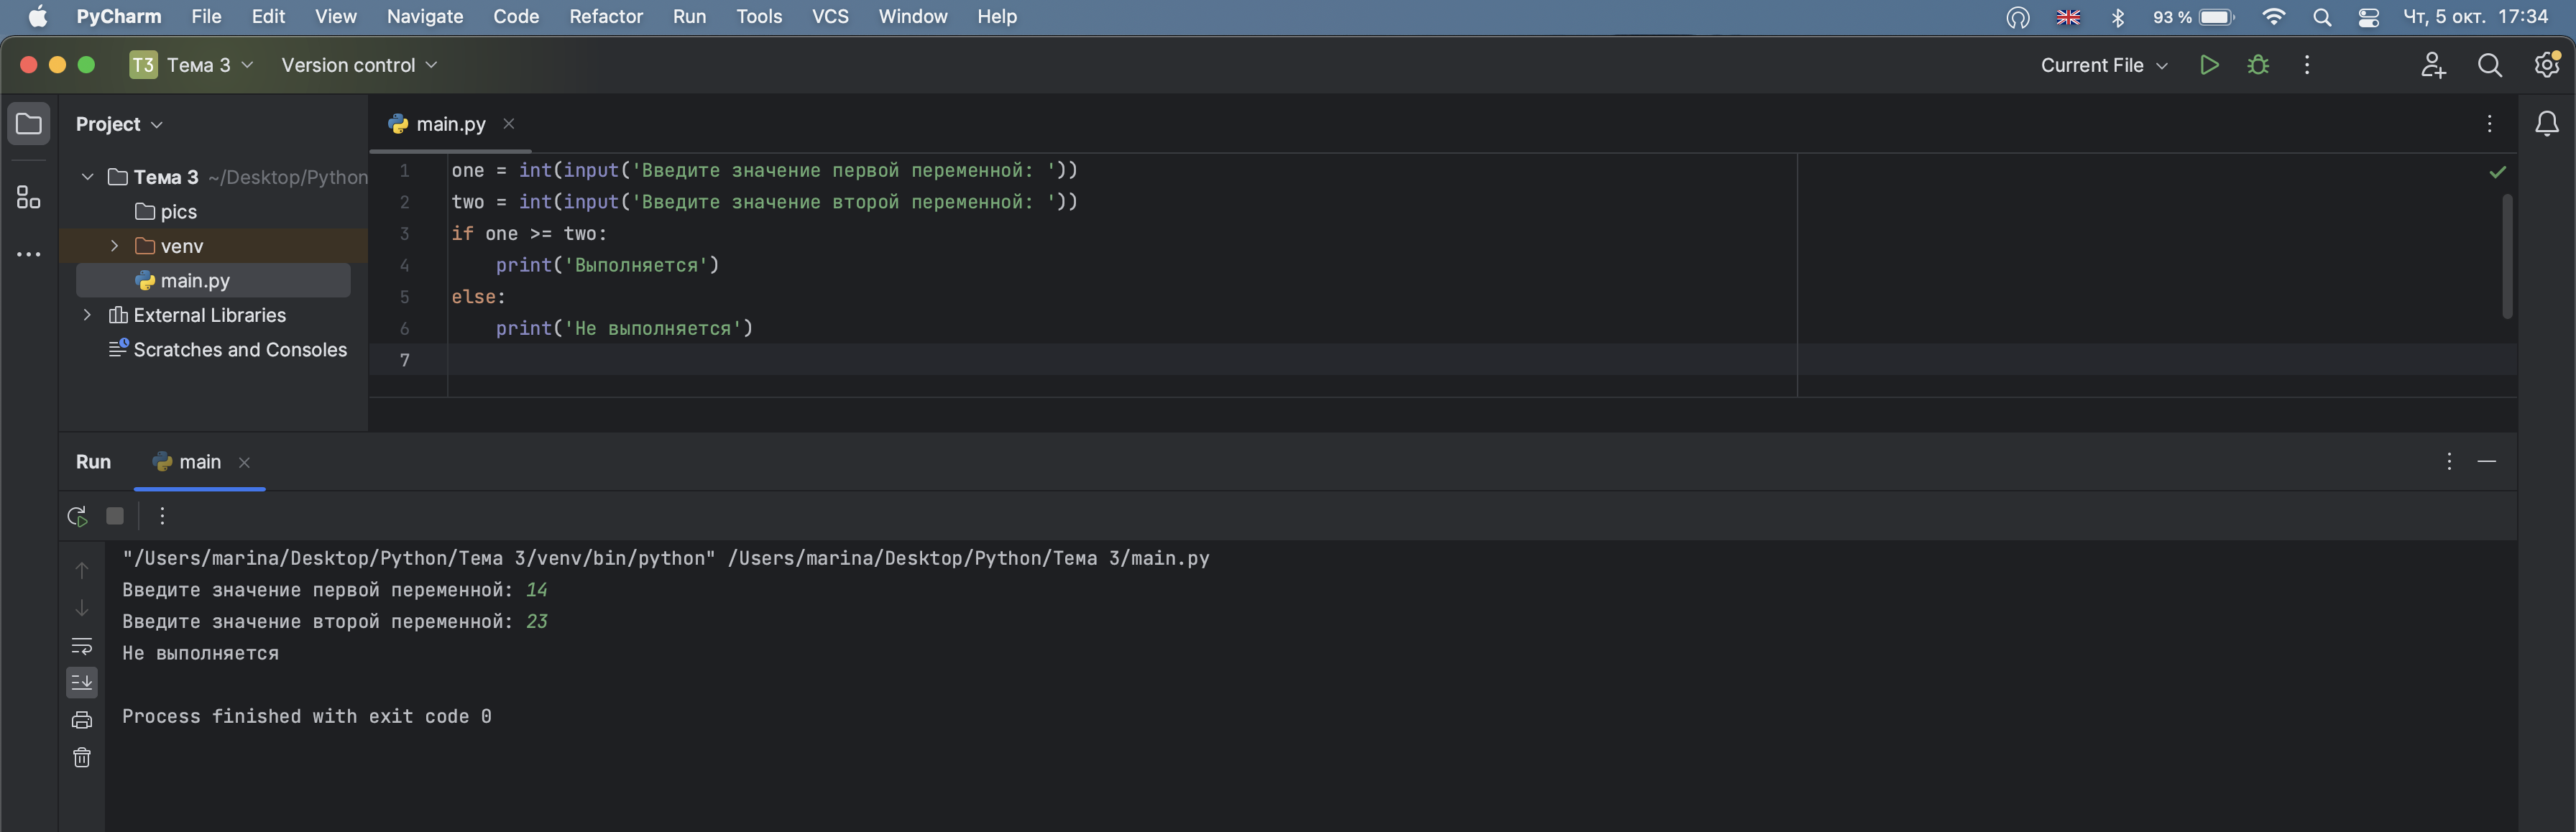 PyCharm File Edit View Navigate Code Refactor Run Tools VCS Window Help 93 % Чт, 5 окт. 17:34
T3 Тема 3 Version control Current File
Project
main.py
Тема 3 ~/Desktop/Python
pics
venv
main.py
External Libraries
Scratches and Consoles
1 one = int(input('Введите значение первой переменной: '))
2 two = int(input('Введите значение второй переменной: '))
3 if one >= two:
4     print('Выполняется')
5 else:
6     print('Не выполняется')
7
Run main
"/Users/marina/Desktop/Python/Тема 3/venv/bin/python" /Users/marina/Desktop/Python/Тема 3/main.py
Введите значение первой переменной: 14
Введите значение второй переменной: 23
Не выполняется
Process finished with exit code 0